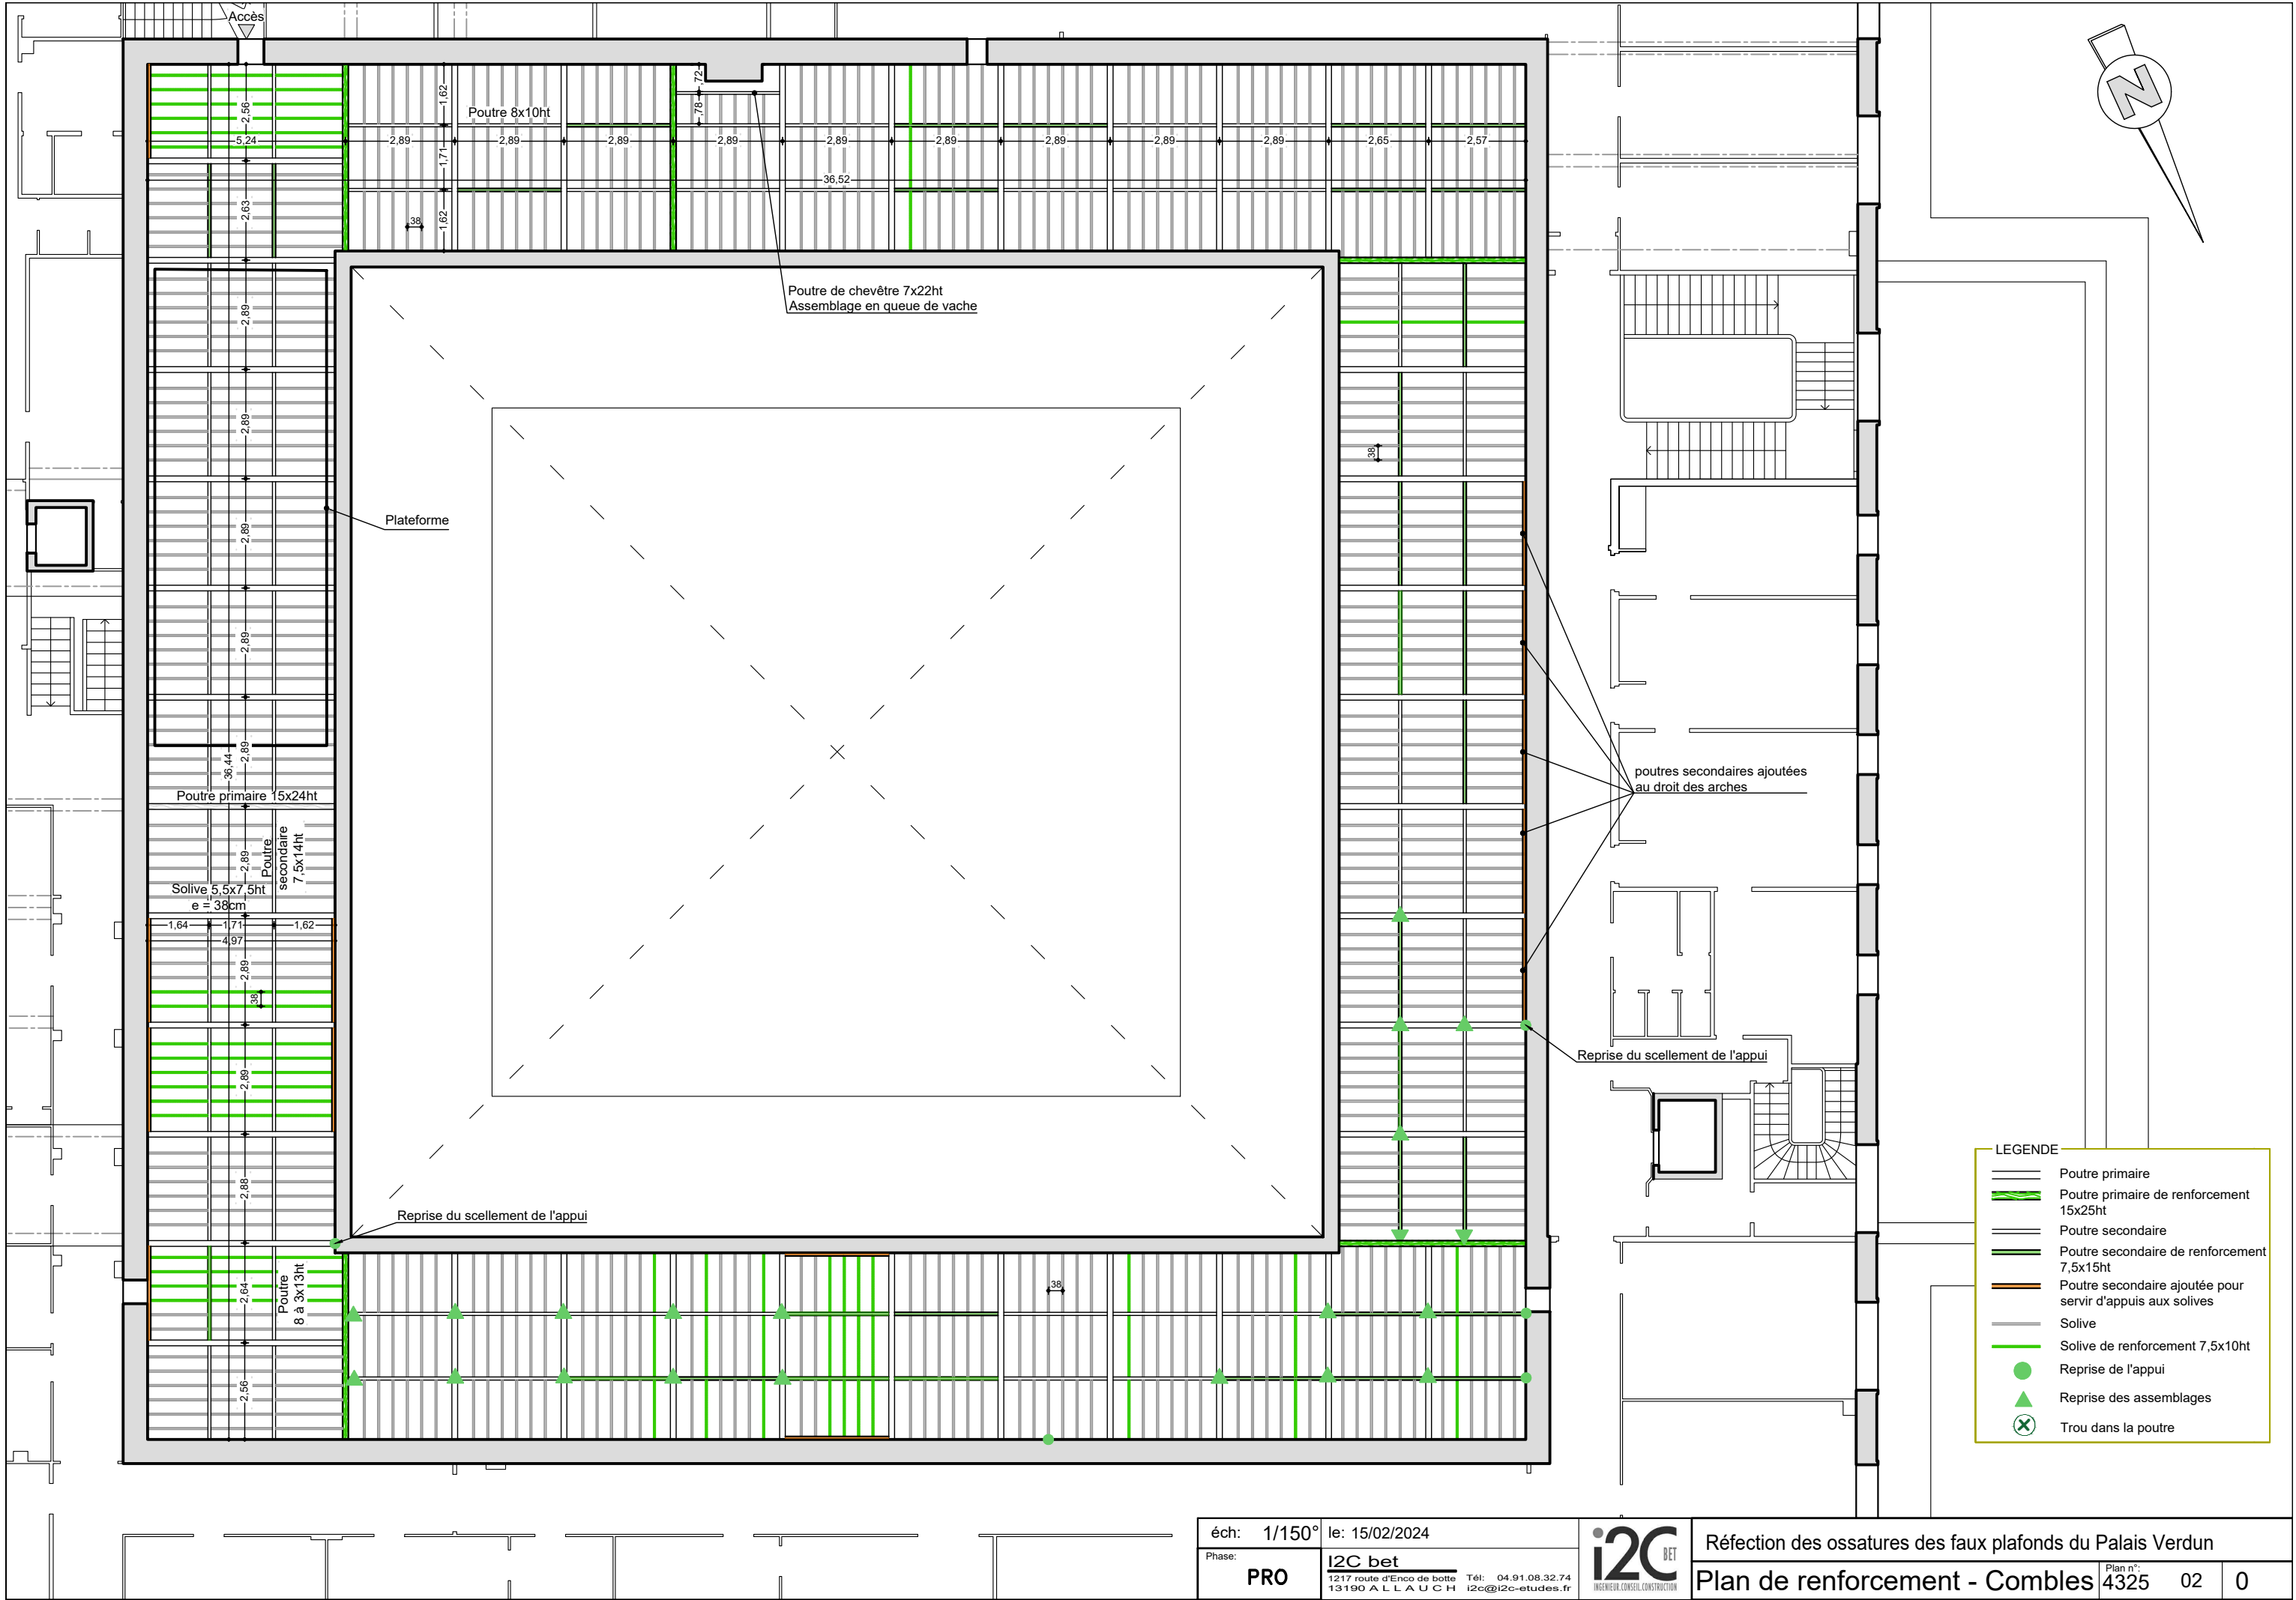 Accès
2,56
5,24
2,63
2,89
2,89
2,89
2,89
2,89
36,44
Poutre primaire 15x24ht
2,89
Poutre
secondaire
7,5x14ht
Solive 5,5x7,5ht
e = 38cm
1,64
1,71
1,62
4,97
2,89
38
2,89
2,88
2,64
Poutre
8 à 3x13ht
2,56
1,62
Poutre 8x10ht
,72
,78
2,89
2,89
2,89
2,89
2,89
2,89
2,89
2,89
2,89
2,65
2,57
1,71
36,52
1,62
38
Poutre de chevêtre 7x22ht
Assemblage en queue de vache
N
Plateforme
38
poutres secondaires ajoutées
au droit des arches
Reprise du scellement de l'appui
Reprise du scellement de l'appui
38
LEGENDE
Poutre primaire
Poutre primaire de renforcement
15x25ht
Poutre secondaire
Poutre secondaire de renforcement
7,5x15ht
Poutre secondaire ajoutée pour
servir d'appuis aux solives
Solive
Solive de renforcement 7,5x10ht
Reprise de l'appui
Reprise des assemblages
Trou dans la poutre
éch: 1/150° le: 15/02/2024
Phase:
PRO
I2C bet
1217 route d'Enco de botte Tél: 04.91.08.32.74
13190 A L L A U C H i2c@i2c-etudes.fr
i2C BET
INGENIEUR.CONSEIL.CONSTRUCTION
Réfection des ossatures des faux plafonds du Palais Verdun
Plan de renforcement - Combles
Plan n°:
4325 02 0